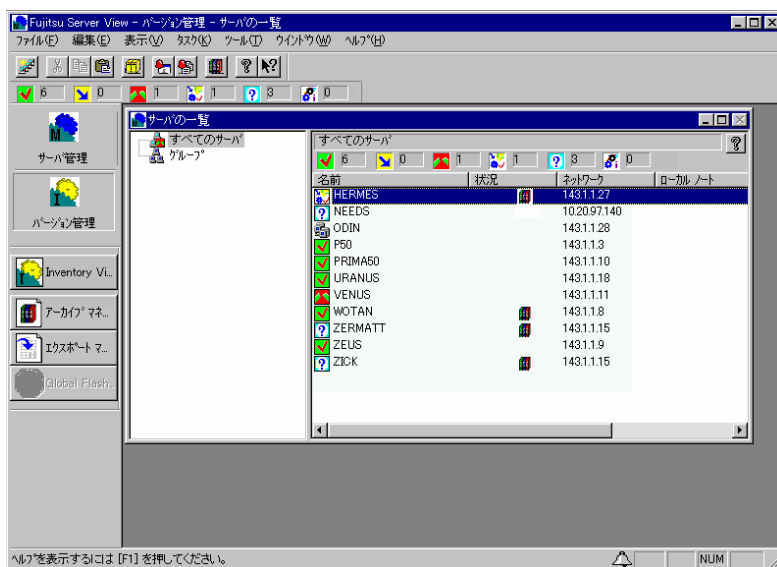 Fujitsu Server View - バージョン管理 - サーバの一覧
ファイル(F) 編集(E) 表示(V) タスク(K) ツール(T) ウインドウ(W) ヘルプ(H)
6 0 1 1 3 0
サーバ管理
バージョン管理
Inventory Vi...
アーカイブ マネ...
エクスポート マ...
Global Flash...
サーバの一覧
すべてのサーバ
グループ
すべてのサーバ
6 0 1 1 3 0
名前 状況 ネットワーク ローカル ノート
HERMES 143.1.1.27
NEEDS 10.20.97.140
ODIN 143.1.1.28
P50 143.1.1.3
PRIMA50 143.1.1.10
URANUS 143.1.1.18
VENUS 143.1.1.11
WOTAN 143.1.1.8
ZERMATT 143.1.1.15
ZEUS 143.1.1.9
ZICK 143.1.1.15
ヘルプを表示するには [F1] を押してください。 NUM